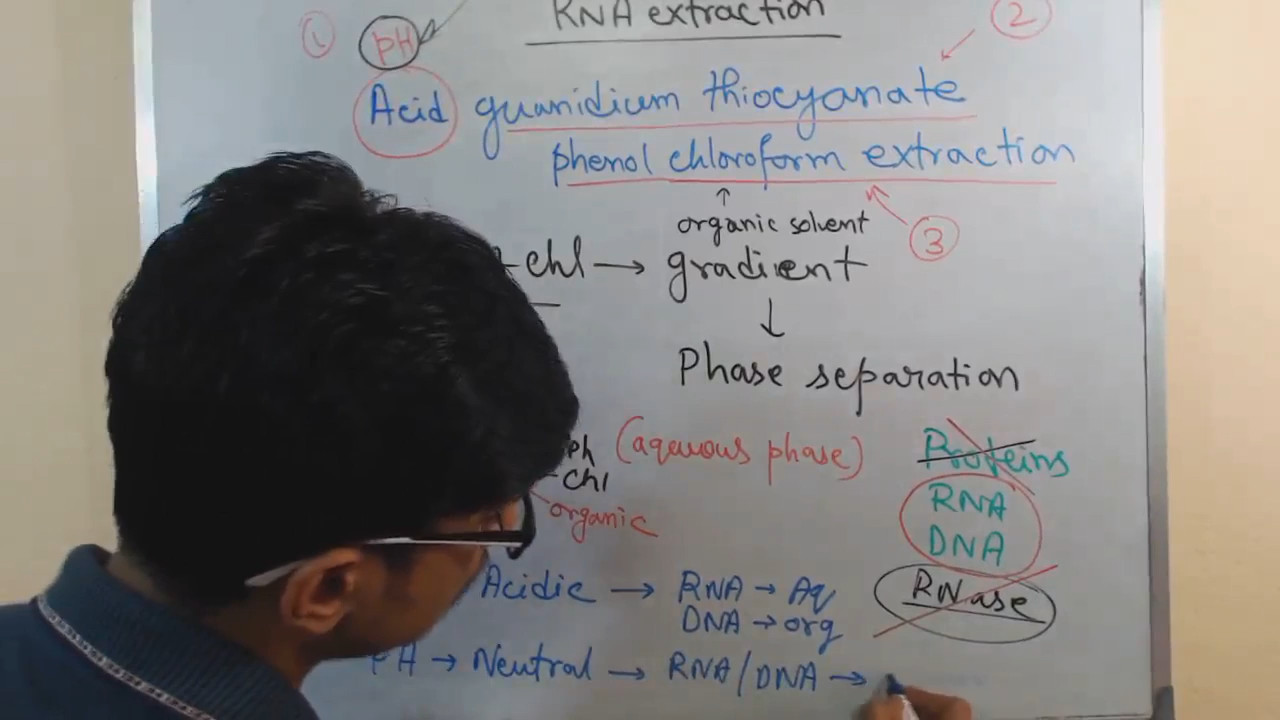 RNA extraction
① pH ②
Acid guanidium thiocyanate
phenol chloroform extraction
↑
organic solvent ③
chl → gradient
↓
Phase separation
ph (aqueous phase) Proteins
chl RNA
organic DNA
Acidic → RNA → Aq RNase
DNA → org
pH → Neutral → RNA/DNA →